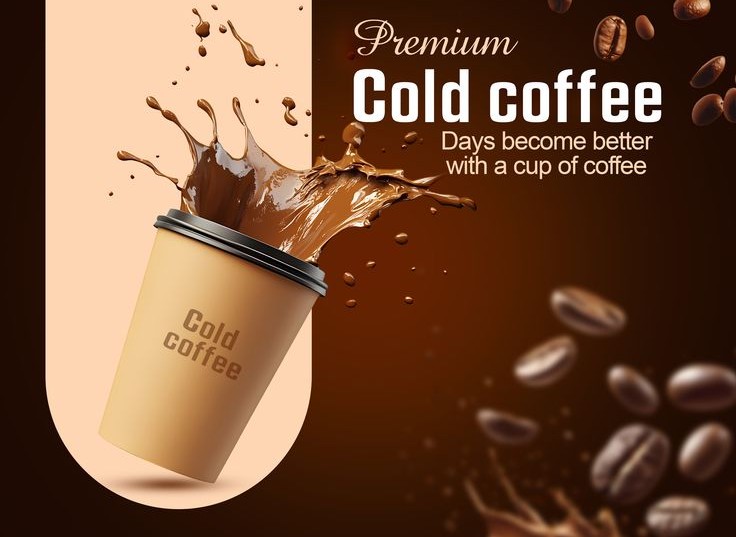 Premium
Cold coffee
Days become better
with a cup of coffee
Cold
coffee